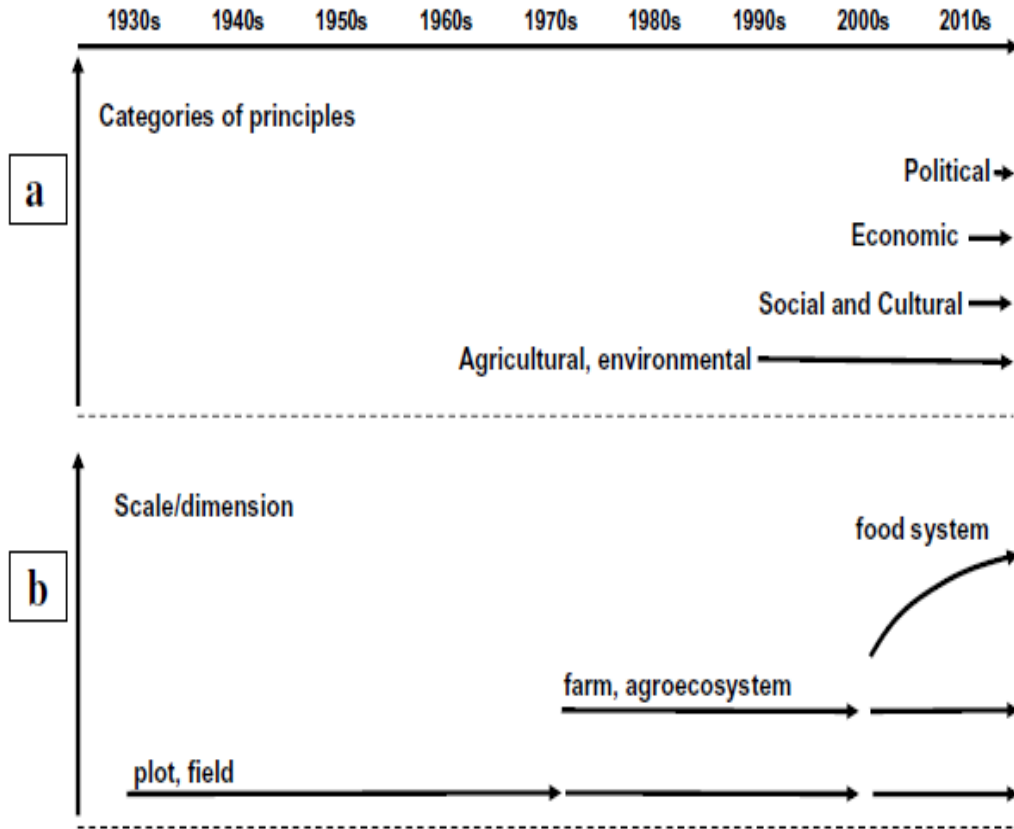 1930s 1940s 1950s 1960s 1970s 1980s 1990s 2000s 2010s
Categories of principles
a
Political
Economic
Social and Cultural
Agricultural, environmental
Scale/dimension
food system
b
farm, agroecosystem
plot, field